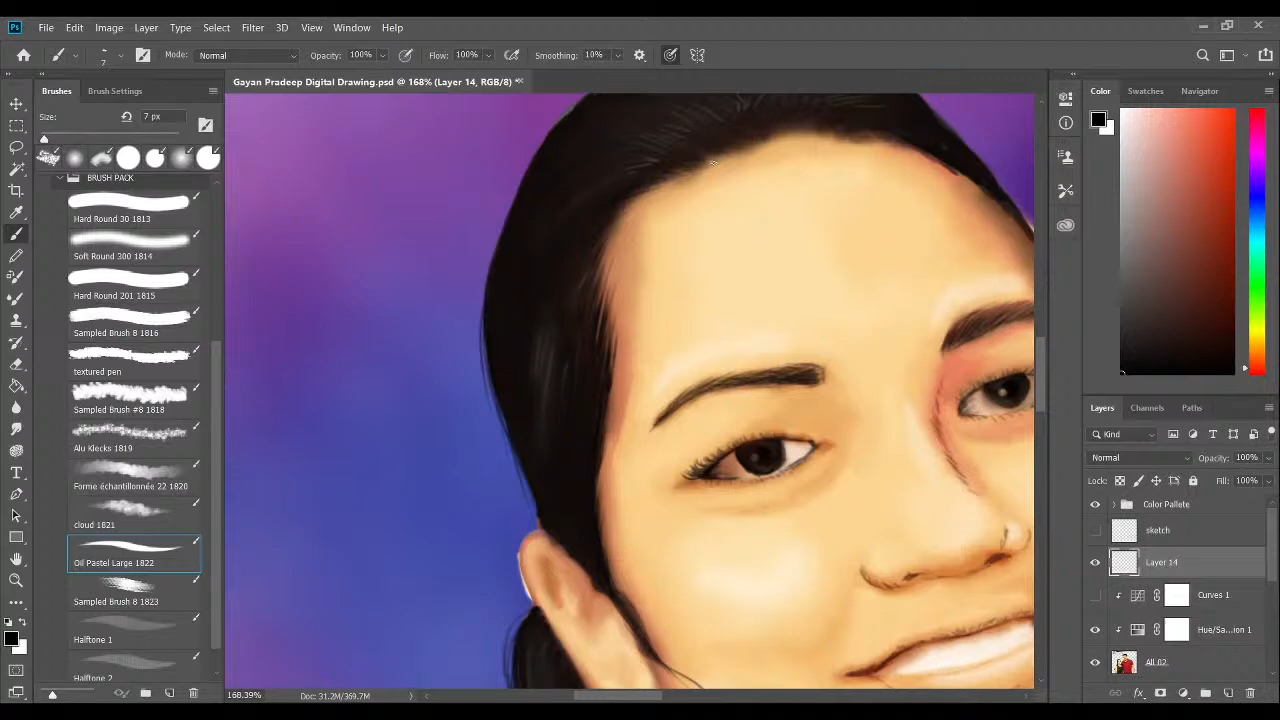 Ps File Edit Image Layer Type Select Filter 3D View Window Help
7 Mode: Normal Opacity: 100% Flow: 100% Smoothing: 10%
Gayan Pradeep Digital Drawing.psd @ 168% (Layer 14, RGB/8) *
Brushes Brush Settings
Size: 7 px
BRUSH PACK
Hard Round 30 1813
Soft Round 300 1814
Hard Round 201 1815
Sampled Brush 8 1816
textured pen
Sampled Brush #8 1818
Alu Klecks 1819
Forme échantillonnée 22 1820
cloud 1821
Oil Pastel Large 1822
Sampled Brush 8 1823
Halftone 1
Halftone 2
168.39% Doc: 31.2M/369.7M
Color Swatches Navigator
Layers Channels Paths
Kind
Normal Opacity: 100%
Lock: Fill: 100%
Color Pallete
sketch
Layer 14
Curves 1
Hue/Sa...ion 1
All 02
fx